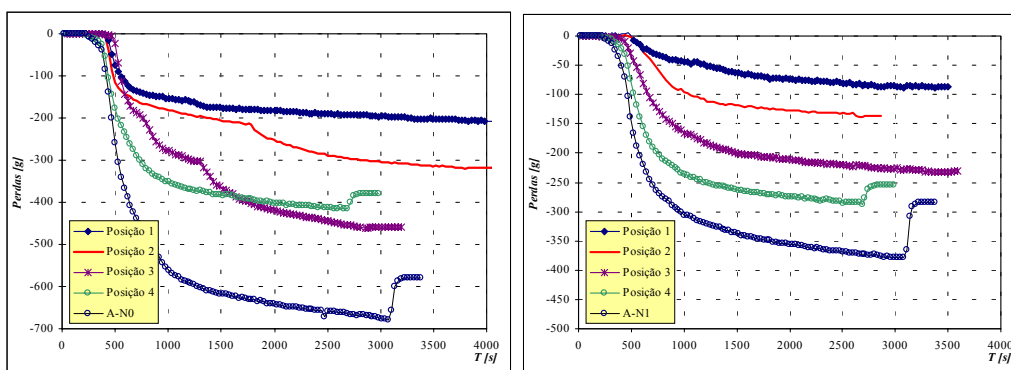 0
-100
-200
-300
-400
-500
-600
-700
Perdas [g]
0 500 1000 1500 2000 2500 3000 3500 4000
T [s]
Posição 1
Posição 2
Posição 3
Posição 4
A-N0
0
-50
-100
-150
-200
-250
-300
-350
-400
-450
-500
Perdas [g]
0 500 1000 1500 2000 2500 3000 3500 4000
T [s]
Posição 1
Posição 2
Posição 3
Posição 4
A-N1